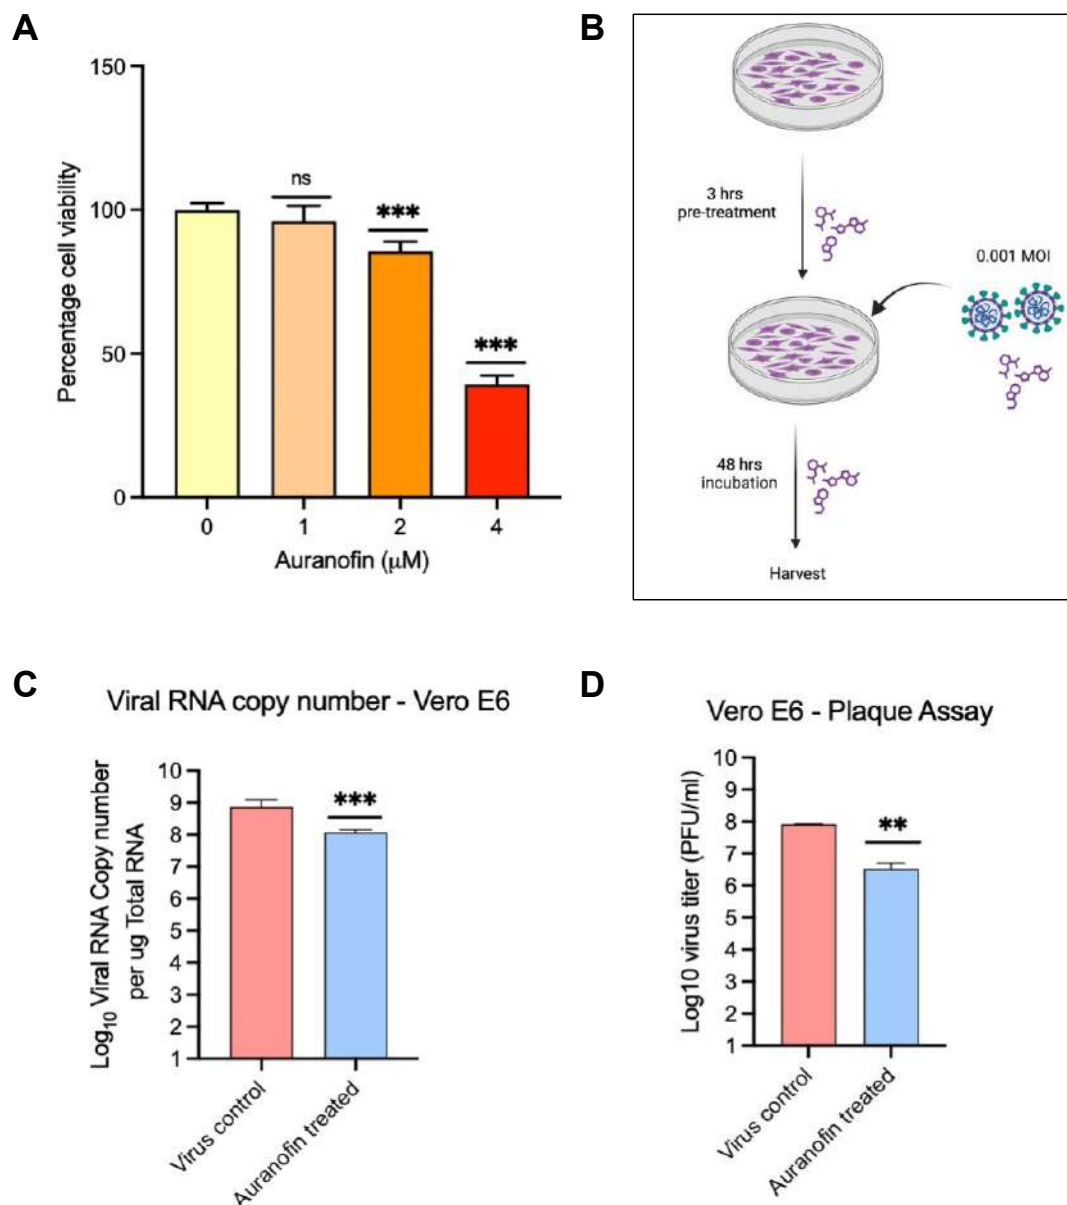 A
150
100
50
0
Percentage cell viability
ns
***
***
0 1 2 4
Auranofin (μM)
B
3 hrs
pre-treatment
0.001 MOI
48 hrs
incubation
Harvest
C
Viral RNA copy number - Vero E6
10
9
8
7
6
5
4
3
2
1
Log₁₀ Viral RNA Copy number
per ug Total RNA
***
Virus control
Auranofin treated
D
Vero E6 - Plaque Assay
10
9
8
7
6
5
4
3
2
1
Log10 virus titer (PFU/ml)
**
Virus control
Auranofin treated